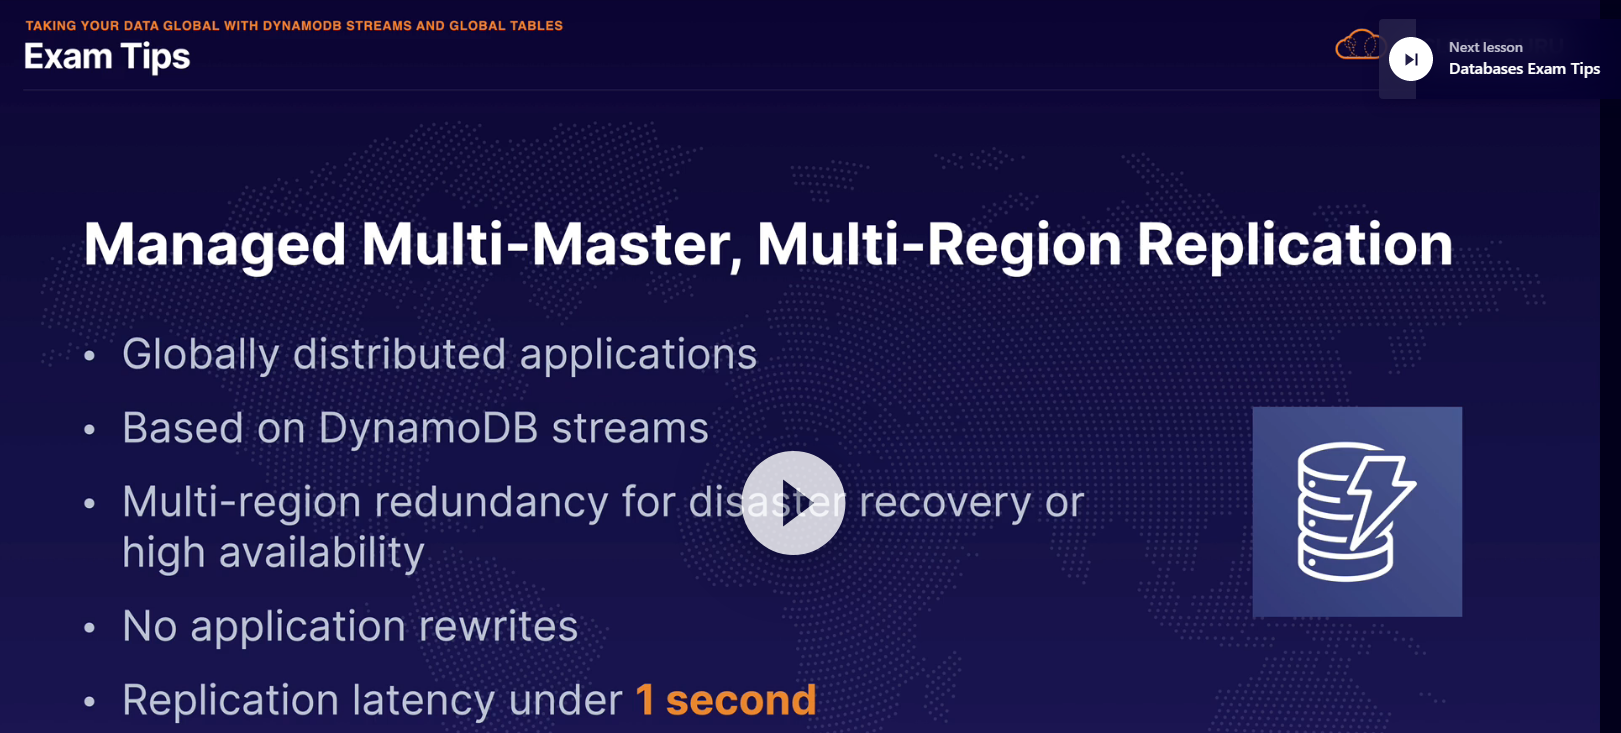 TAKING YOUR DATA GLOBAL WITH DYNAMODB STREAMS AND GLOBAL TABLES
Exam Tips
Next lesson
Databases Exam Tips
Managed Multi-Master, Multi-Region Replication
• Globally distributed applications
• Based on DynamoDB streams
• Multi-region redundancy for disaster recovery or
high availability
• No application rewrites
• Replication latency under 1 second